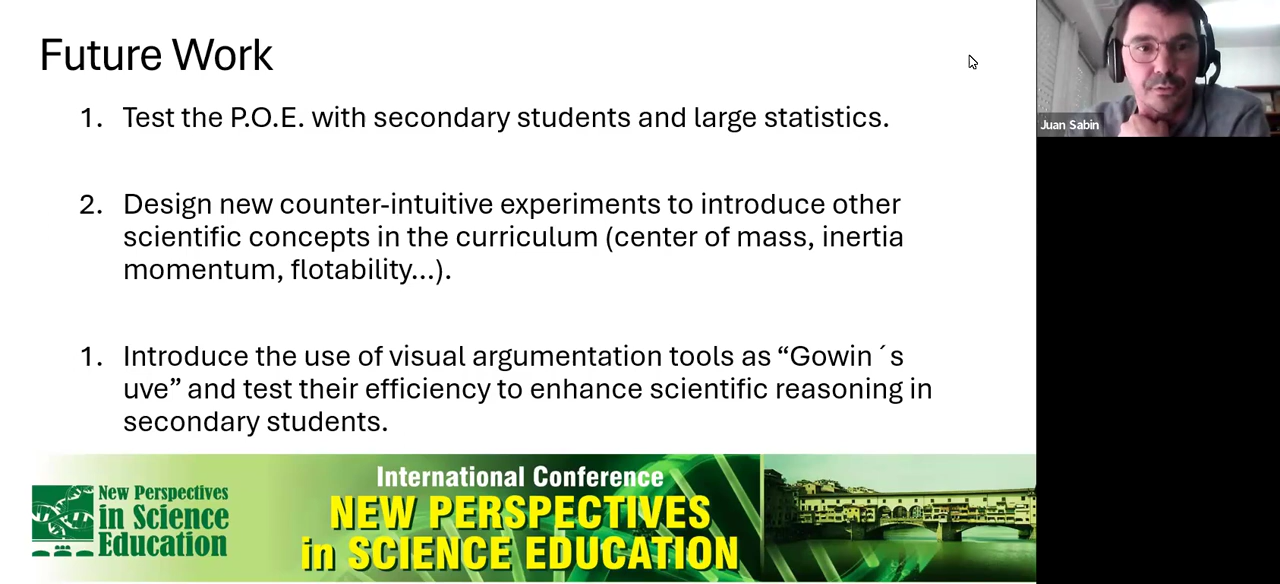 Future Work
1. Test the P.O.E. with secondary students and large statistics.
2. Design new counter-intuitive experiments to introduce other
scientific concepts in the curriculum (center of mass, inertia
momentum, flotability...).
1. Introduce the use of visual argumentation tools as “Gowin´s
uve” and test their efficiency to enhance scientific reasoning in
secondary students.
Juan Sabin
New Perspectives
in Science
Education
International Conference
NEW PERSPECTIVES
in SCIENCE EDUCATION